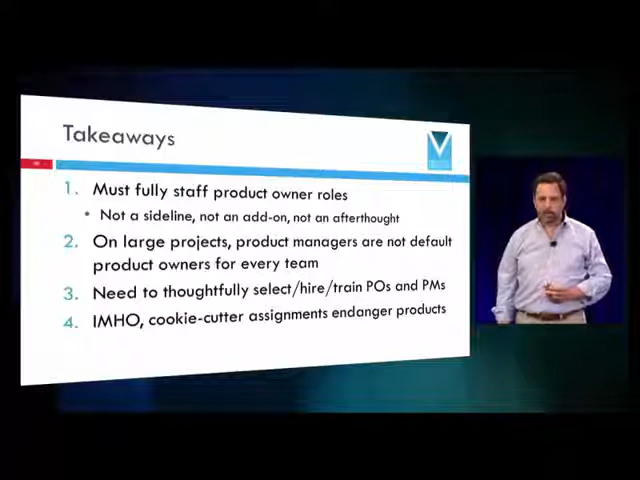 Takeaways
1. Must fully staff product owner roles
• Not a sideline, not an add-on, not an afterthought
2. On large projects, product managers are not default
product owners for every team
3. Need to thoughtfully select/hire/train POs and PMs
4. IMHO, cookie-cutter assignments endanger products